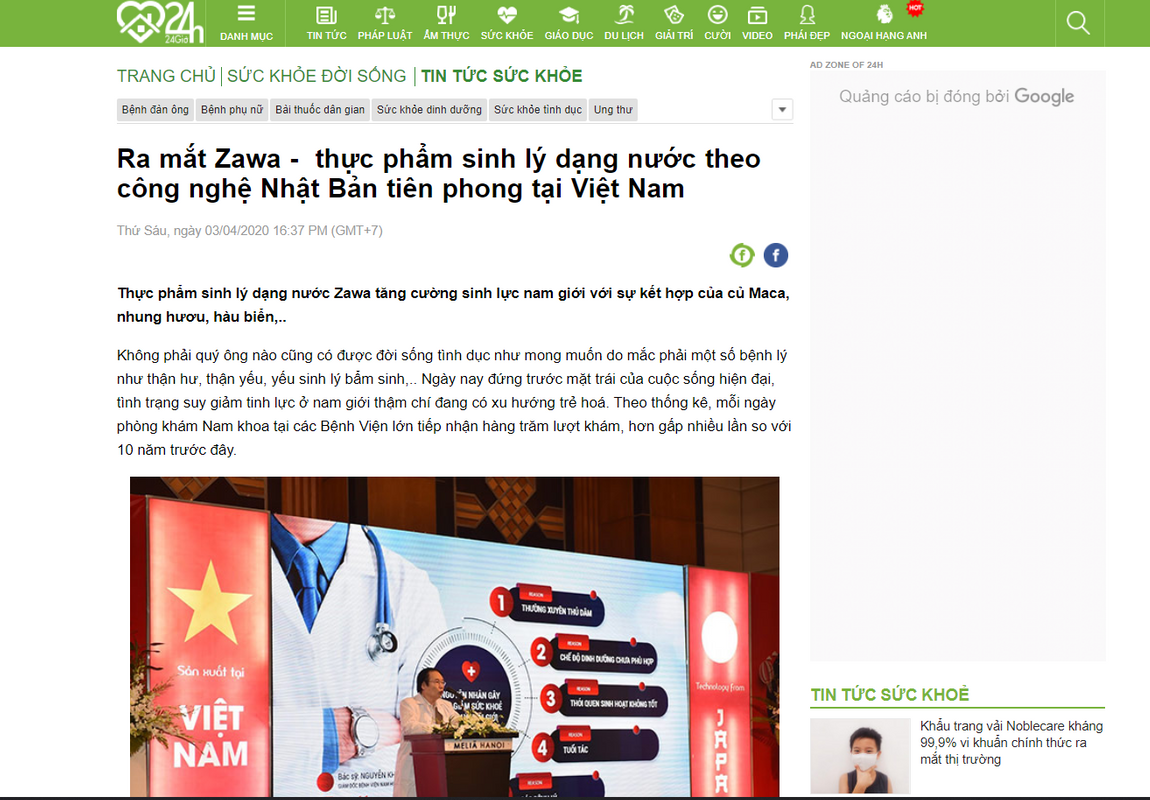 24h
24Giờ
DANH MỤC
TIN TỨC
PHÁP LUẬT
ẨM THỰC
SỨC KHỎE
GIÁO DỤC
DU LỊCH
GIẢI TRÍ
CƯỜI
VIDEO
PHÁI ĐẸP
NGOẠI HẠNG ANH
HOT
TRANG CHỦ | SỨC KHỎE ĐỜI SỐNG | TIN TỨC SỨC KHỎE
Bệnh đàn ông
Bệnh phụ nữ
Bài thuốc dân gian
Sức khỏe dinh dưỡng
Sức khỏe tình dục
Ung thư
Ra mắt Zawa - thực phẩm sinh lý dạng nước theo
công nghệ Nhật Bản tiên phong tại Việt Nam
Thứ Sáu, ngày 03/04/2020 16:37 PM (GMT+7)
Thực phẩm sinh lý dạng nước Zawa tăng cường sinh lực nam giới với sự kết hợp của củ Maca,
nhung hươu, hàu biển,..
Không phải quý ông nào cũng có được đời sống tình dục như mong muốn do mắc phải một số bệnh lý
như thận hư, thận yếu, yếu sinh lý bẩm sinh,.. Ngày nay đứng trước mặt trái của cuộc sống hiện đại,
tình trạng suy giảm tinh lực ở nam giới thậm chí đang có xu hướng trẻ hoá. Theo thống kê, mỗi ngày
phòng khám Nam khoa tại các Bệnh Viện lớn tiếp nhận hàng trăm lượt khám, hơn gấp nhiều lần so với
10 năm trước đây.
Sản xuất tại
VIỆT
NAM
REASON
1 THƯỜNG XUYÊN THỦ DÂM
REASON
2 CHẾ ĐỘ DINH DƯỠNG CHƯA PHÙ HỢP
REASON
3 THÓI QUEN SINH HOẠT KHÔNG TỐT
REASON
4 TUỔI TÁC
REASON
NHÂN GÂY
SỨC KHOẺ
MELIA HANOI
Bác sỹ: NGUYỄN
GIÁM ĐỐC BỆNH VIỆN NAM
Technology from
JAPA
AD ZONE OF 24H
Quảng cáo bị đóng bởi Google
TIN TỨC SỨC KHOẺ
Khẩu trang vải Noblecare kháng
99,9% vi khuẩn chính thức ra
mắt thị trường